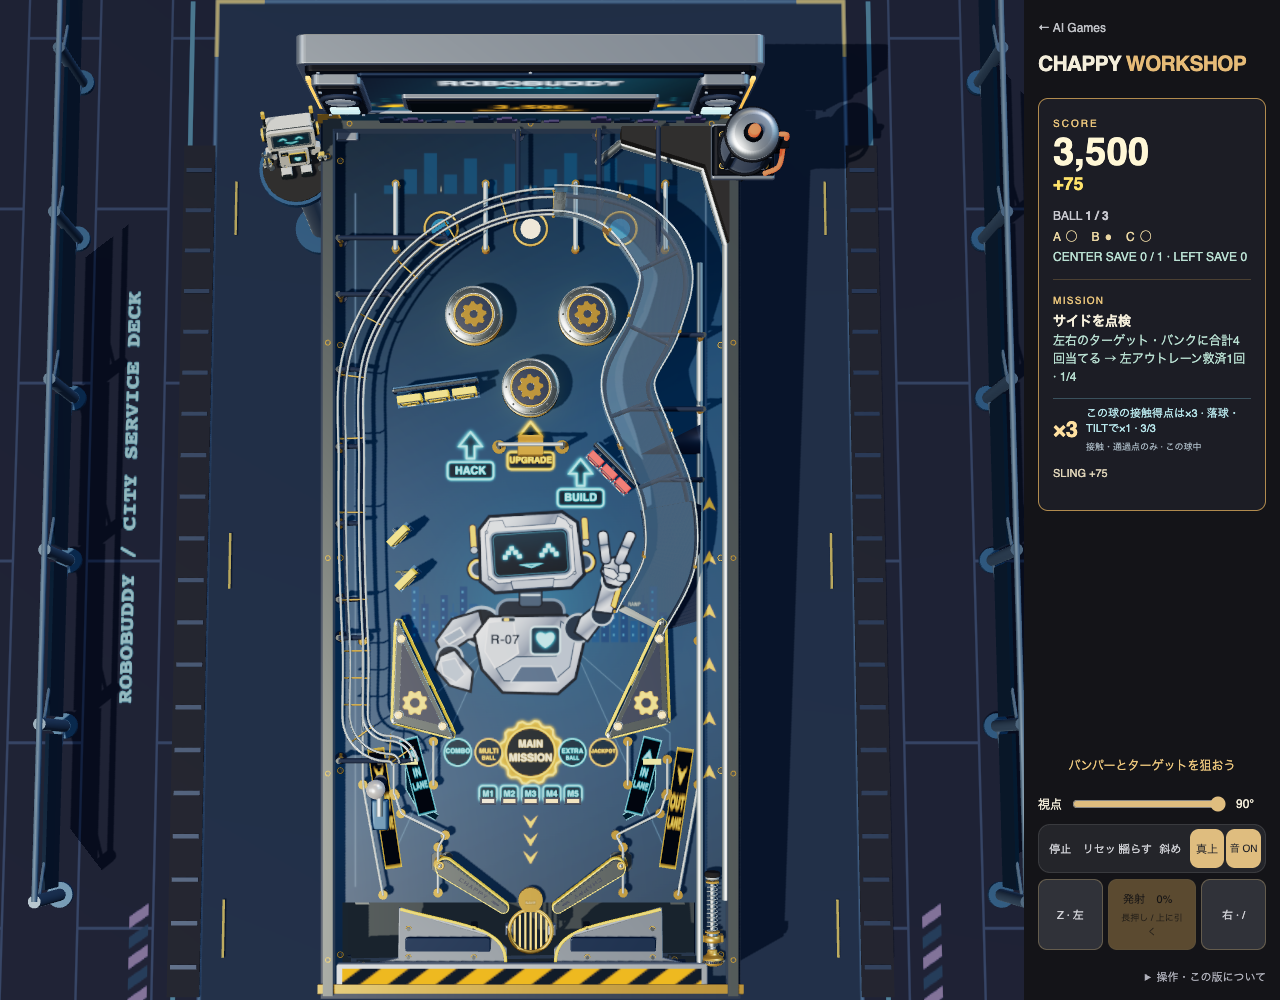 ← AI Games
CHAPPY WORKSHOP
SCORE
3,500
+75
BALL 1 / 3
A ○ B ● C ○
CENTER SAVE 0 / 1 · LEFT SAVE 0
MISSION
サイドを点検
左右のターゲット・バンクに合計4
回当てる → 左アウトレーン救済1回
· 1/4
×3
この球の接触得点は×3 · 落球・
TILTで×1 · 3/3
接触・通過点のみ · この球中
SLING +75
バンパーとターゲットを狙おう
視点
90°
停止
リセッ
揺らす
斜め
真上
音 ON
Z · 左
発射 0%
長押し / 上に引
く
右 · /
▶ 操作・この版について
ROBOBUDDY
3,500
ROBOBUDDY / CITY SERVICE DECK
HACK
UPGRADE
BUILD
R-07
COMBO
MULTI
BALL
MAIN
MISSION
EXTRA
BALL
JACKPOT
M1
M2
M3
M4
M5
IN
LANE
IN
LANE
OUT
LANE